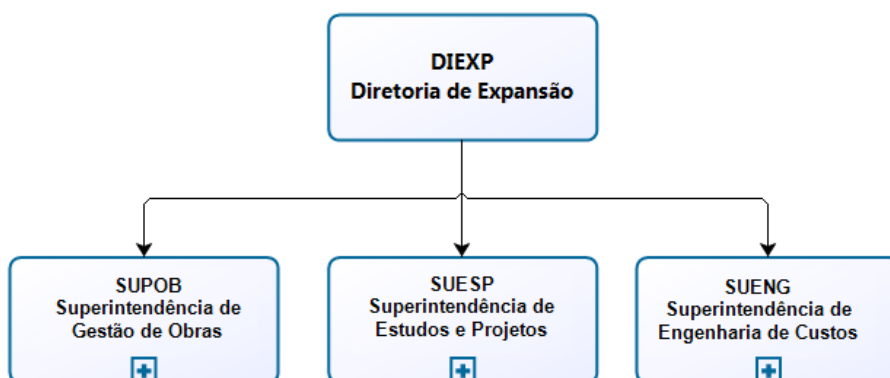 DIEXP
Diretoria de Expansão
SUPOB
Superintendência de
Gestão de Obras
SUESP
Superintendência de
Estudos e Projetos
SUENG
Superintendência de
Engenharia de Custos